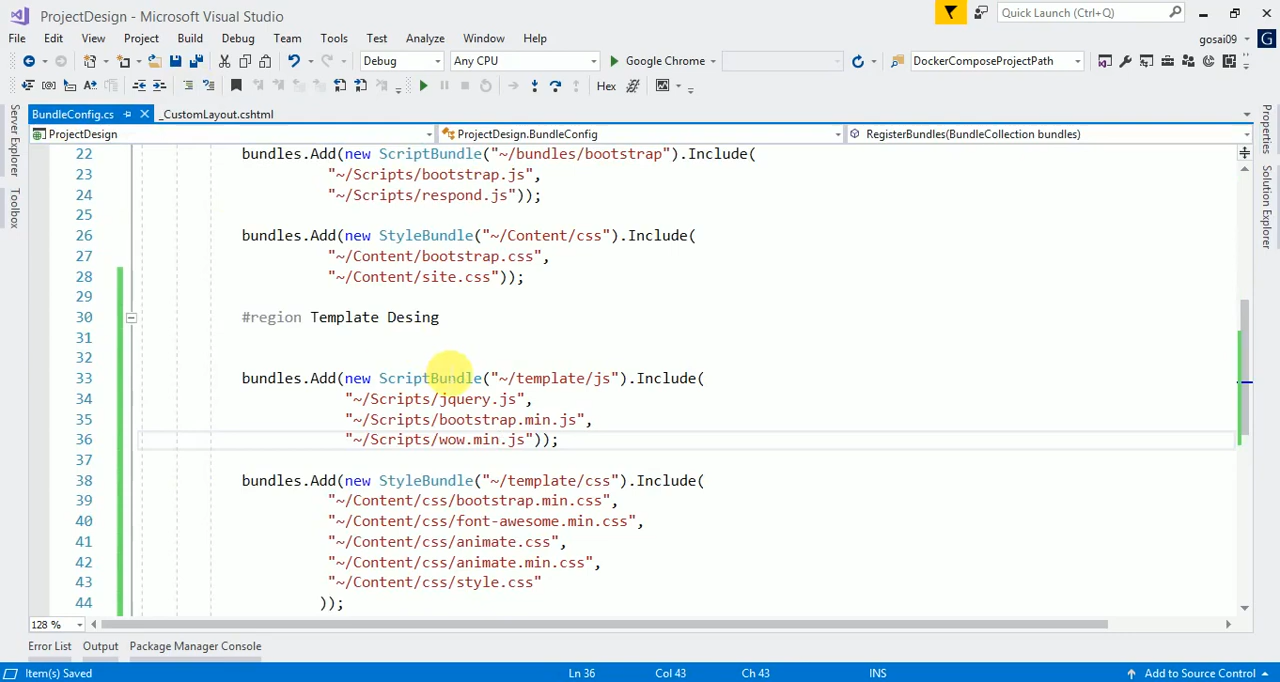 ProjectDesign - Microsoft Visual Studio
Quick Launch (Ctrl+Q)
File Edit View Project Build Debug Team Tools Test Analyze Window Help
gosai09 G
Debug Any CPU Google Chrome DockerComposeProjectPath
Hex
BundleConfig.cs _CustomLayout.cshtml
ProjectDesign ProjectDesign.BundleConfig RegisterBundles(BundleCollection bundles)
Server Explorer
Toolbox
Properties
Solution Explorer
22 bundles.Add(new ScriptBundle("~/bundles/bootstrap").Include(
23 "~/Scripts/bootstrap.js",
24 "~/Scripts/respond.js"));
25
26 bundles.Add(new StyleBundle("~/Content/css").Include(
27 "~/Content/bootstrap.css",
28 "~/Content/site.css"));
29
30 #region Template Desing
31
32
33 bundles.Add(new ScriptBundle("~/template/js").Include(
34 "~/Scripts/jquery.js",
35 "~/Scripts/bootstrap.min.js",
36 "~/Scripts/wow.min.js"));
37
38 bundles.Add(new StyleBundle("~/template/css").Include(
39 "~/Content/css/bootstrap.min.css",
40 "~/Content/css/font-awesome.min.css",
41 "~/Content/css/animate.css",
42 "~/Content/css/animate.min.css",
43 "~/Content/css/style.css"
44 ));
128 %
Error List Output Package Manager Console
Item(s) Saved Ln 36 Col 43 Ch 43 INS Add to Source Control